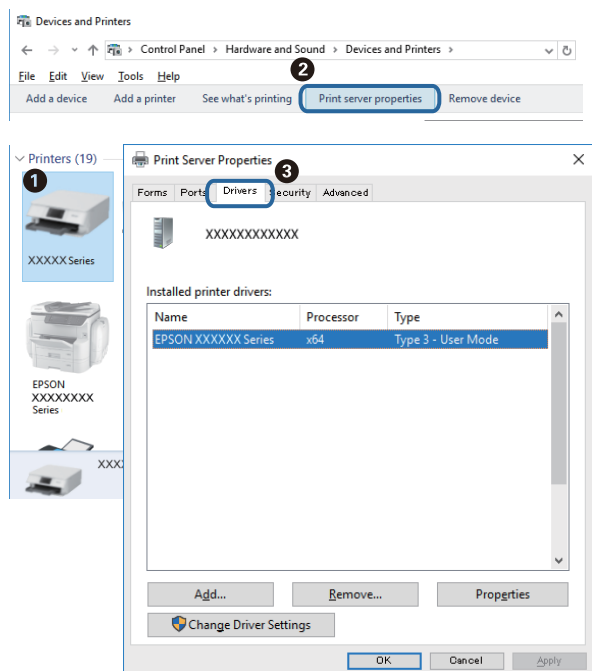 Devices and Printers
Control Panel > Hardware and Sound > Devices and Printers >
2
File Edit View Tools Help
Add a device Add a printer See what's printing Print server properties Remove device
Printers (19)
1
XXXXX Series
EPSON
XXXXXXXX
Series
XXX
Print Server Properties
3
Forms Ports Drivers Security Advanced
XXXXXXXXXXXX
Installed printer drivers:
Name Processor Type
EPSON XXXXXX Series x64 Type 3 - User Mode
Add... Remove... Properties
Change Driver Settings
OK Cancel Apply